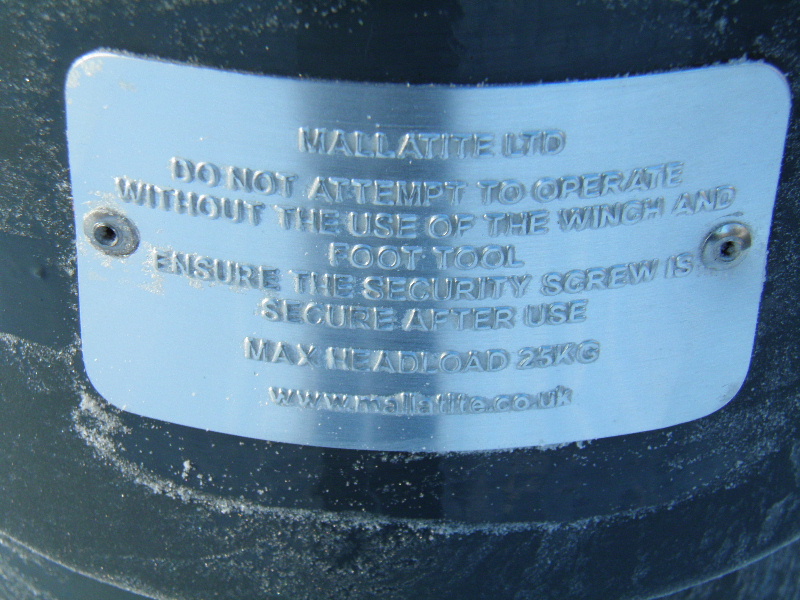 MALLATITE LTD
DO NOT ATTEMPT TO OPERATE
WITHOUT THE USE OF THE WINCH AND
FOOT TOOL
ENSURE THE SECURITY SCREW IS
SECURE AFTER USE
MAX HEADLOAD 25KG
www.mallatite.co.uk